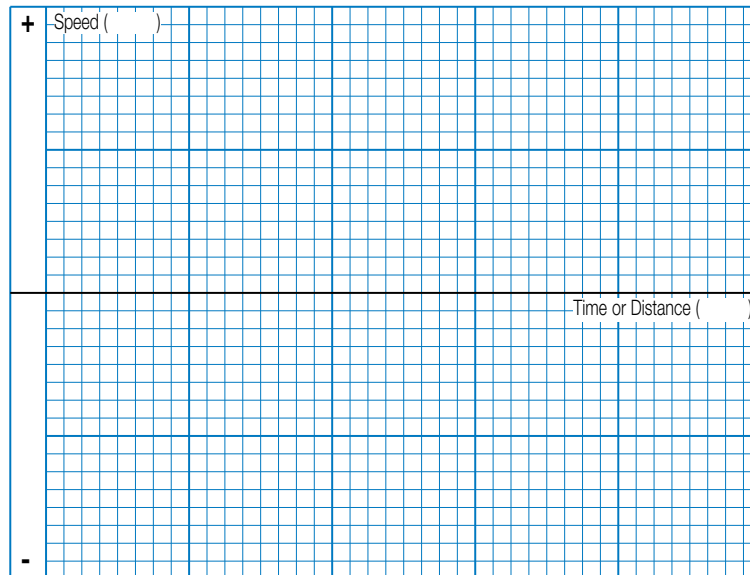 + Speed (       )
Time or Distance (       )
-